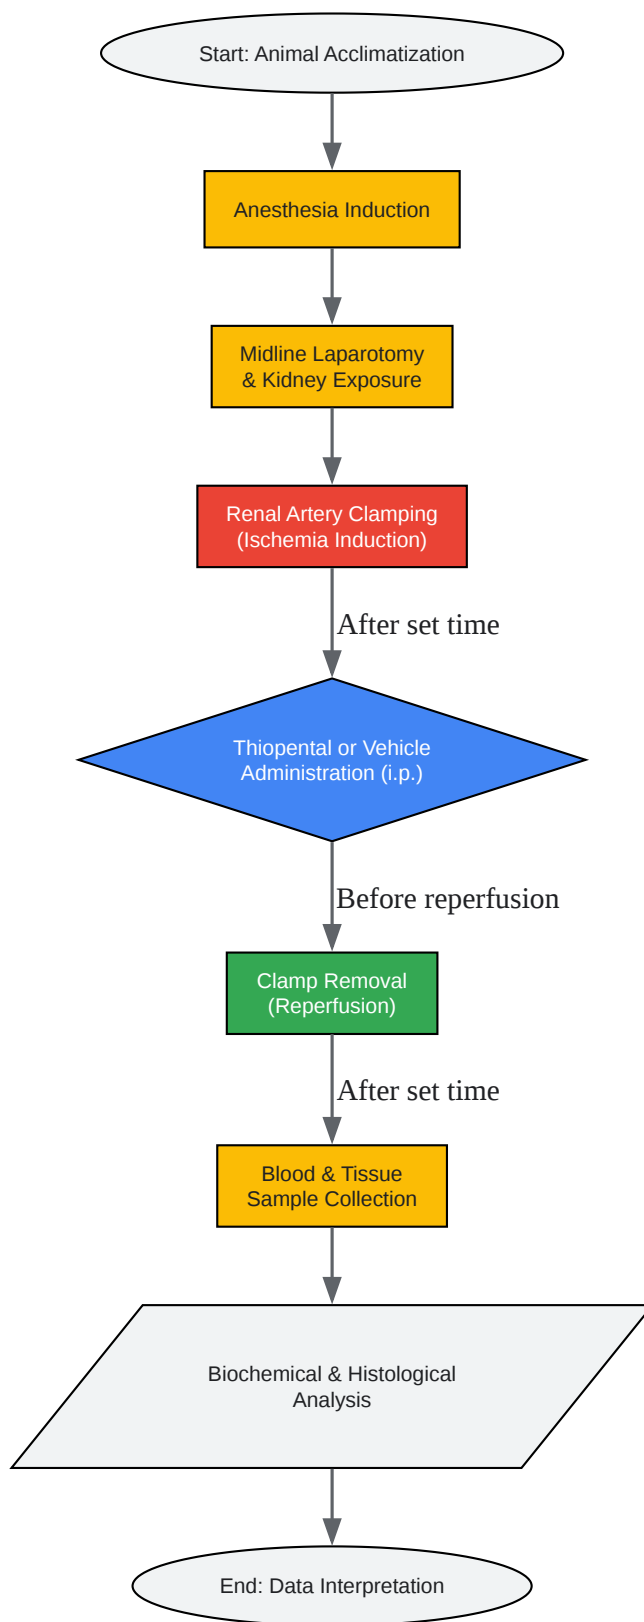 Start: Animal Acclimatization
Anesthesia Induction
Midline Laparotomy
& Kidney Exposure
Renal Artery Clamping
(Ischemia Induction)
After set time
Thiopental or Vehicle
Administration (i.p.)
Before reperfusion
Clamp Removal
(Reperfusion)
After set time
Blood & Tissue
Sample Collection
Biochemical & Histological
Analysis
End: Data Interpretation